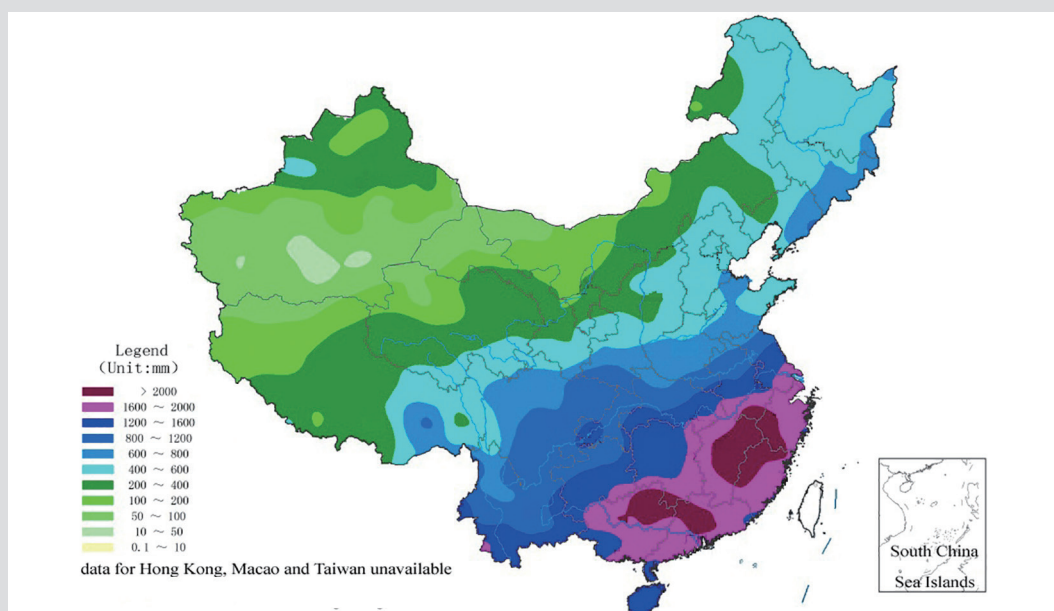 Legend
(Unit:mm)
> 2000
1600 ~ 2000
1200 ~ 1600
800 ~ 1200
600 ~ 800
400 ~ 600
200 ~ 400
100 ~ 200
50 ~ 100
10 ~ 50
0.1 ~ 10
data for Hong Kong, Macao and Taiwan unavailable
South China
Sea Islands